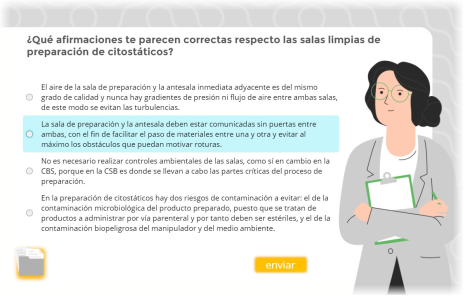 ¿Qué afirmaciones te parecen correctas respecto las salas limpias de
preparación de citostáticos?
El aire de la sala de preparación y la antesala inmediata adyacente es del mismo
grado de calidad y nunca hay gradientes de presión ni flujo de aire entre ambas salas,
de este modo se evitan las turbulencias.
La sala de preparación y la antesala deben estar comunicadas sin puertas entre
ambas, con el fin de facilitar el paso de materiales entre una y otra y evitar al
máximo los obstáculos que puedan motivar roturas.
No es necesario realizar controles ambientales de las salas, como sí en cambio en la
CBS, porque en la CSB es donde se llevan a cabo las partes críticas del proceso de
preparación.
En la preparación de citostáticos hay dos riesgos de contaminación a evitar: el de la
contaminación microbiológica del producto preparado, puesto que se tratan de
productos a administrar por vía parenteral y por tanto deben ser estériles, y el de la
contaminación biopeligrosa del manipulador y del medio ambiente.
enviar